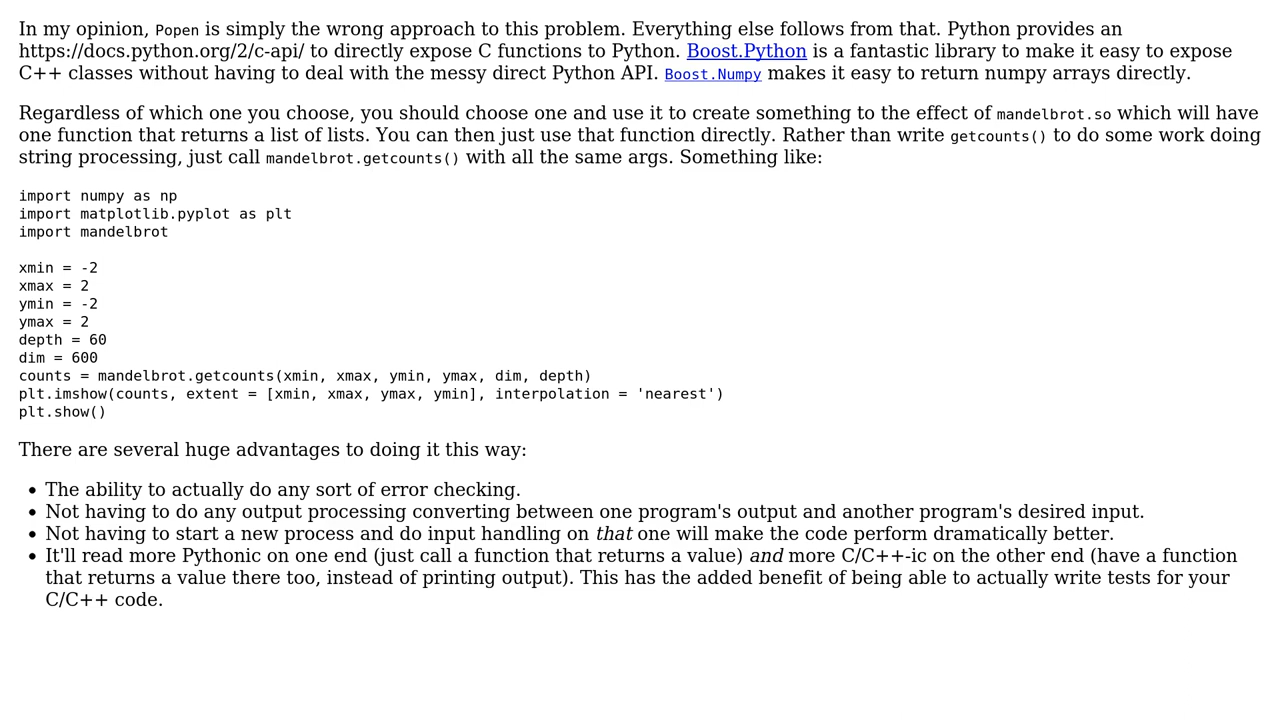 In my opinion, Popen is simply the wrong approach to this problem. Everything else follows from that. Python provides an
https://docs.python.org/2/c-api/ to directly expose C functions to Python. Boost.Python is a fantastic library to make it easy to expose
C++ classes without having to deal with the messy direct Python API. Boost.Numpy makes it easy to return numpy arrays directly.
Regardless of which one you choose, you should choose one and use it to create something to the effect of mandelbrot.so which will have
one function that returns a list of lists. You can then just use that function directly. Rather than write getcounts() to do some work doing
string processing, just call mandelbrot.getcounts() with all the same args. Something like:
import numpy as np
import matplotlib.pyplot as plt
import mandelbrot
xmin = -2
xmax = 2
ymin = -2
ymax = 2
depth = 60
dim = 600
counts = mandelbrot.getcounts(xmin, xmax, ymin, ymax, dim, depth)
plt.imshow(counts, extent = [xmin, xmax, ymax, ymin], interpolation = 'nearest')
plt.show()
There are several huge advantages to doing it this way:
• The ability to actually do any sort of error checking.
• Not having to do any output processing converting between one program's output and another program's desired input.
• Not having to start a new process and do input handling on that one will make the code perform dramatically better.
• It'll read more Pythonic on one end (just call a function that returns a value) and more C/C++-ic on the other end (have a function
that returns a value there too, instead of printing output). This has the added benefit of being able to actually write tests for your
C/C++ code.